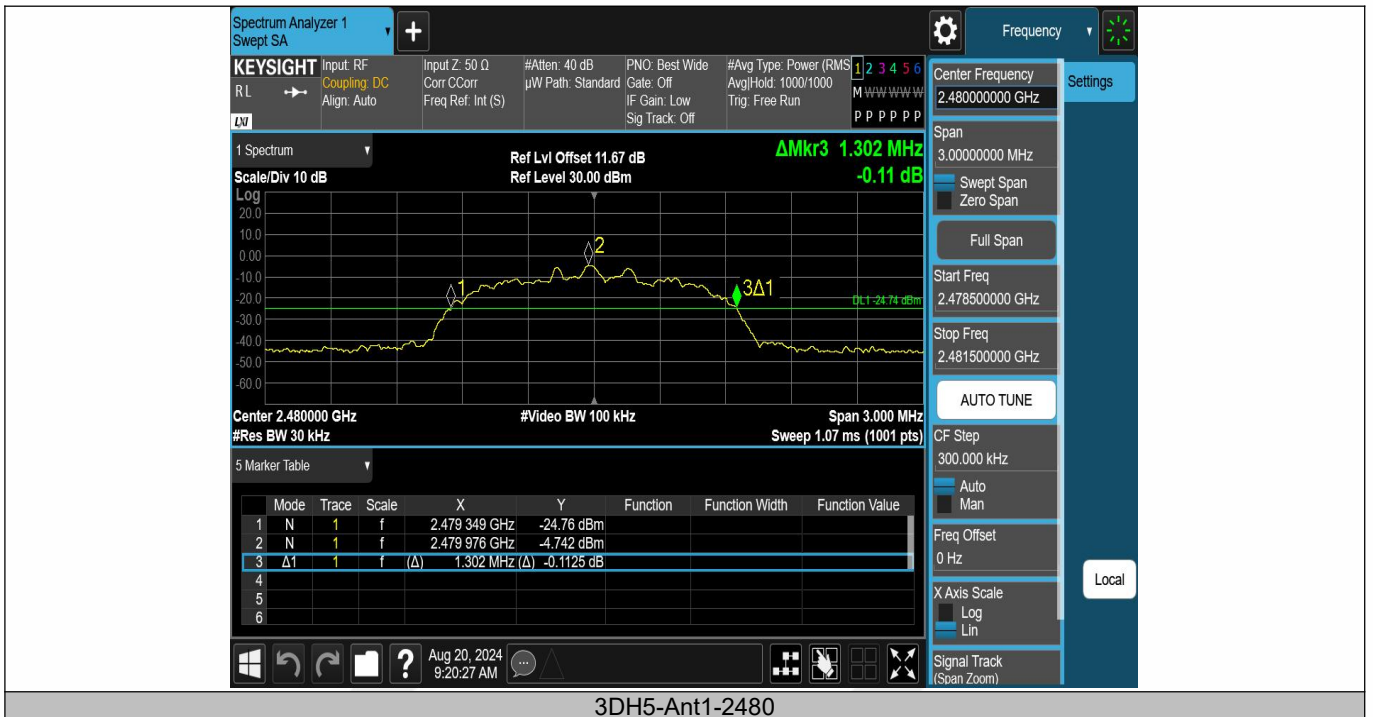 Spectrum Analyzer 1
Swept SA
+
Frequency
KEYSIGHT
RL
LXI
Input: RF
Coupling: DC
Align: Auto
Input Z: 50 Ω
Corr CCorr
Freq Ref: Int (S)
#Atten: 40 dB
µW Path: Standard
PNO: Best Wide
Gate: Off
IF Gain: Low
Sig Track: Off
#Avg Type: Power (RMS
Avg|Hold: 1000/1000
Trig: Free Run
1 2 3 4 5 6
M W W W W W
P P P P P P
1 Spectrum
Scale/Div 10 dB
Ref Lvl Offset 11.67 dB
Ref Level 30.00 dBm
ΔMkr3 1.302 MHz
-0.11 dB
Log
20.0
10.0
0.00
-10.0
-20.0
-30.0
-40.0
-50.0
-60.0
1
2
3Δ1
DL1 -24.74 dBm
Center 2.480000 GHz
#Video BW 100 kHz
Span 3.000 MHz
#Res BW 30 kHz
Sweep 1.07 ms (1001 pts)
5 Marker Table
Mode Trace Scale X Y Function Function Width Function Value
1 N 1 f 2.479 349 GHz -24.76 dBm
2 N 1 f 2.479 976 GHz -4.742 dBm
3 Δ1 1 f (Δ) 1.302 MHz (Δ) -0.1125 dB
4
5
6
?
Aug 20, 2024
9:20:27 AM
Center Frequency
2.480000000 GHz
Settings
Span
3.00000000 MHz
Swept Span
Zero Span
Full Span
Start Freq
2.478500000 GHz
Stop Freq
2.481500000 GHz
AUTO TUNE
CF Step
300.000 kHz
Auto
Man
Freq Offset
0 Hz
Local
X Axis Scale
Log
Lin
Signal Track
(Span Zoom)
3DH5-Ant1-2480